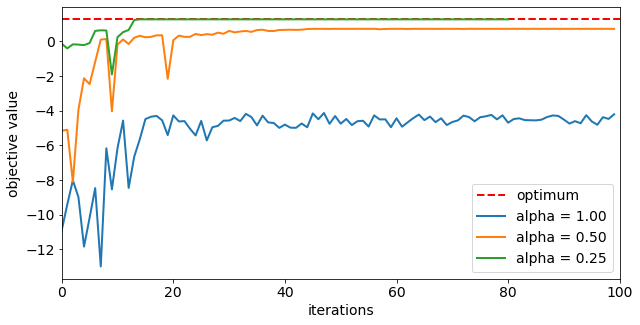 0
−2
−4
−6
−8
−10
−12
objective value
0
20
40
60
80
100
iterations
optimum
alpha = 1.00
alpha = 0.50
alpha = 0.25